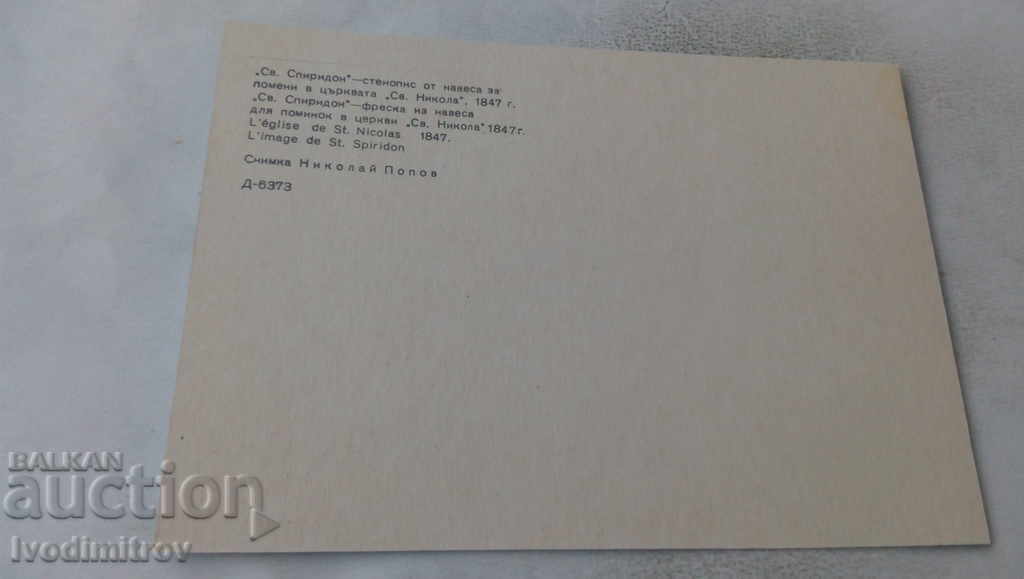 „Св. Спиридон"—стенопис от навеса за
помени в църквата „Св. Никола", 1847 г.
„Св. Спиридон"—фреска на навеса
для поминок в церкви „Св. Никола" 1847г.
L'église de St. Nicolas 1847.
L'image de St. Spiridon
Снимка Николай Попов
Д-6373
BALKAN
auction
Ivodimitrov